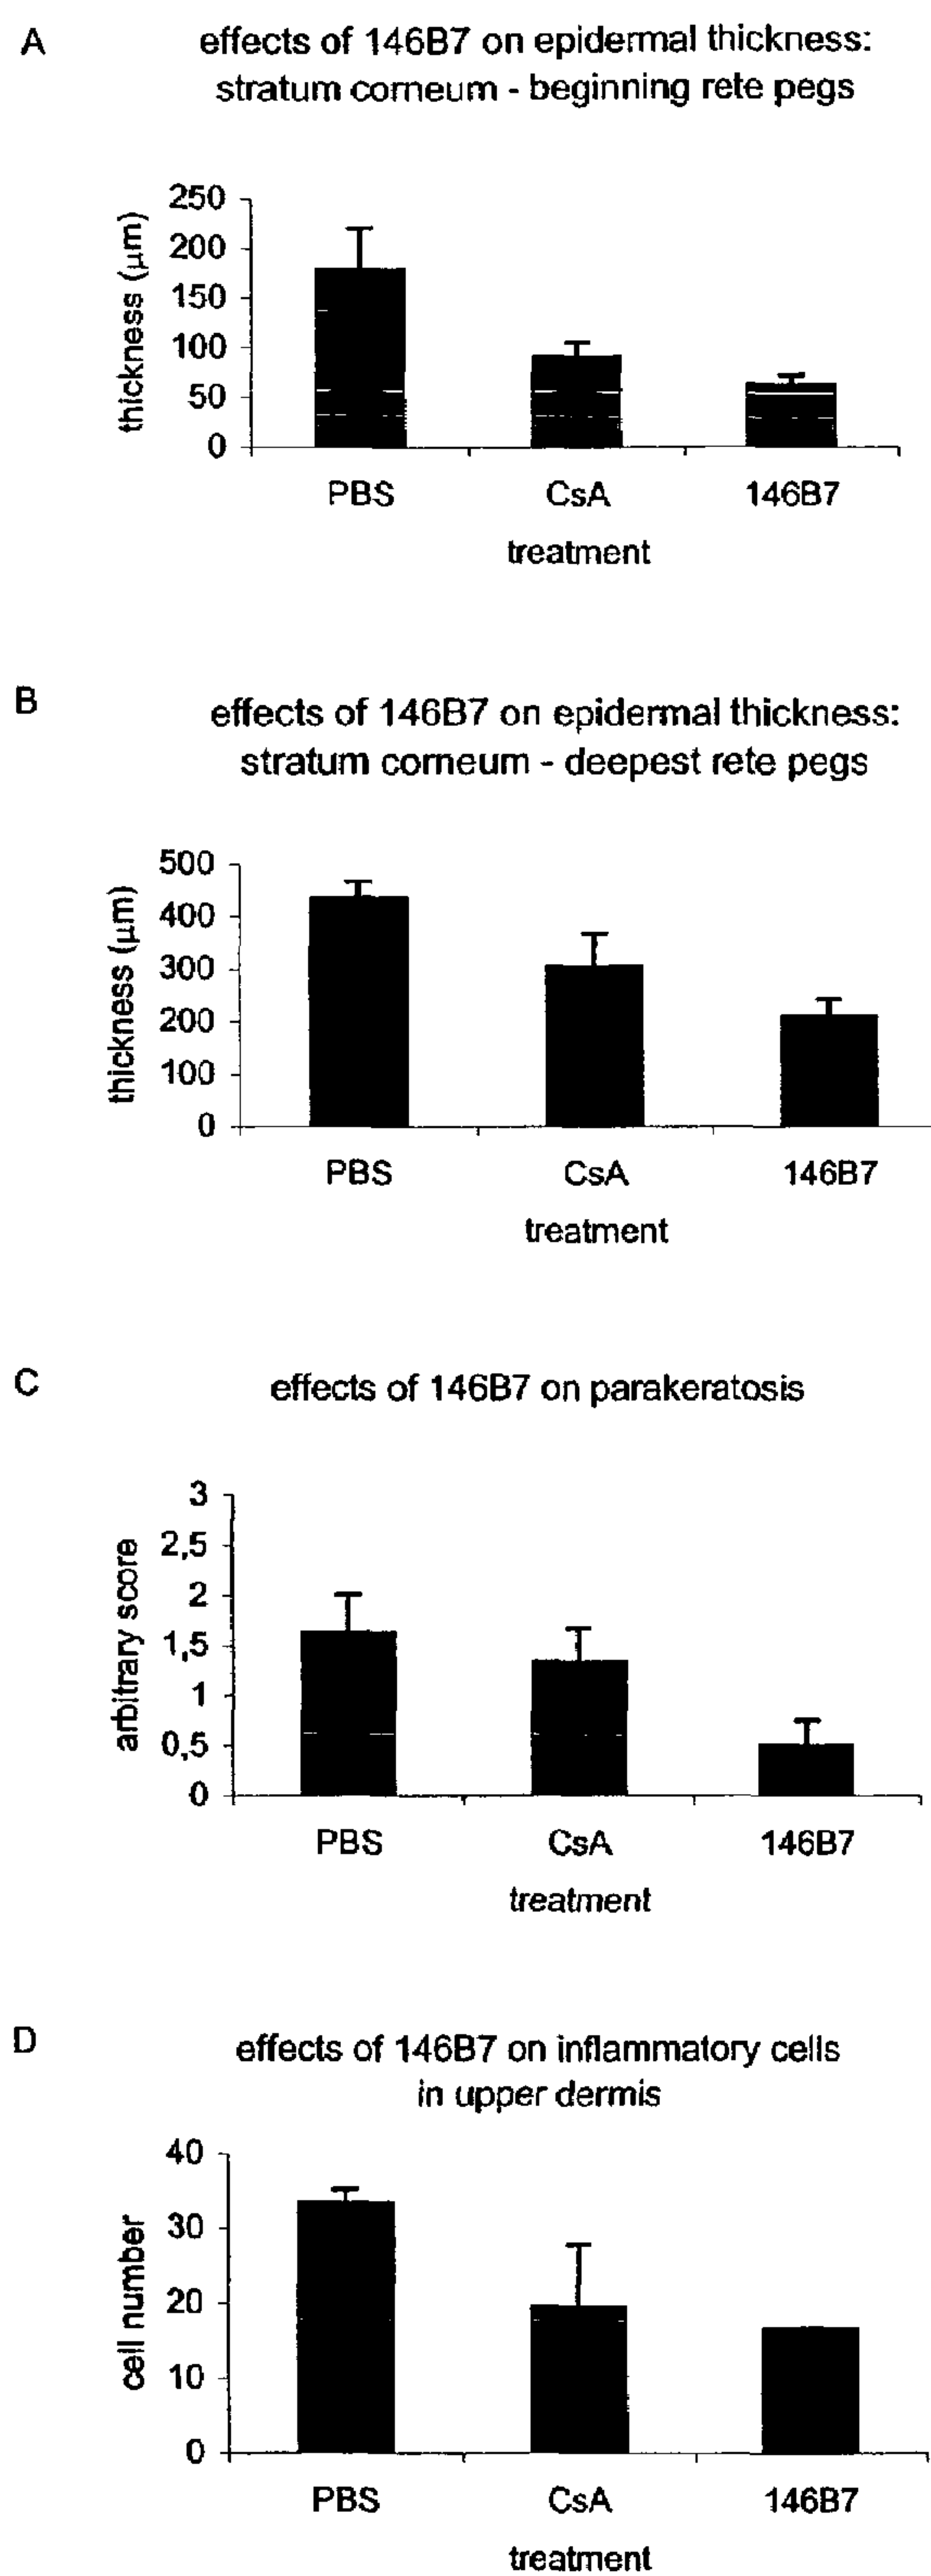 A
effects of 146B7 on epidermal thickness:
stratum corneum - beginning rete pegs
thickness (μm)
250
200
150
100
50
0
PBS CsA 146B7
treatment
B
effects of 146B7 on epidermal thickness:
stratum corneum - deepest rete pegs
thickness (μm)
500
400
300
200
100
0
PBS CsA 146B7
treatment
C
effects of 146B7 on parakeratosis
arbitrary score
3
2,5
2
1,5
1
0,5
0
PBS CsA 146B7
treatment
D
effects of 146B7 on inflammatory cells
in upper dermis
cell number
40
30
20
10
0
PBS CsA 146B7
treatment